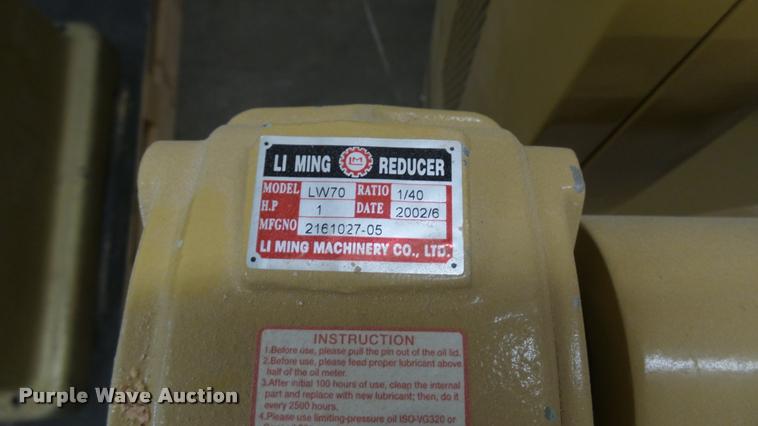 LI MING LM REDUCER
MODEL LW70 RATIO 1/40
H.P 1 DATE 2002/6
MFGNO 2161027-05
LI MING MACHINERY CO., LTD.
INSTRUCTION
1.Before use, please pull the pin out of the oil lid.
2.Before use, please feed proper lubricant above
half of the oil meter.
3.After initial 100 hours of use, clean the internal
part and replace with new lubricant; then, do it
every 2500 hours.
4.Please use limiting-pressure oil ISO-VG320 or
Purple Wave Auction